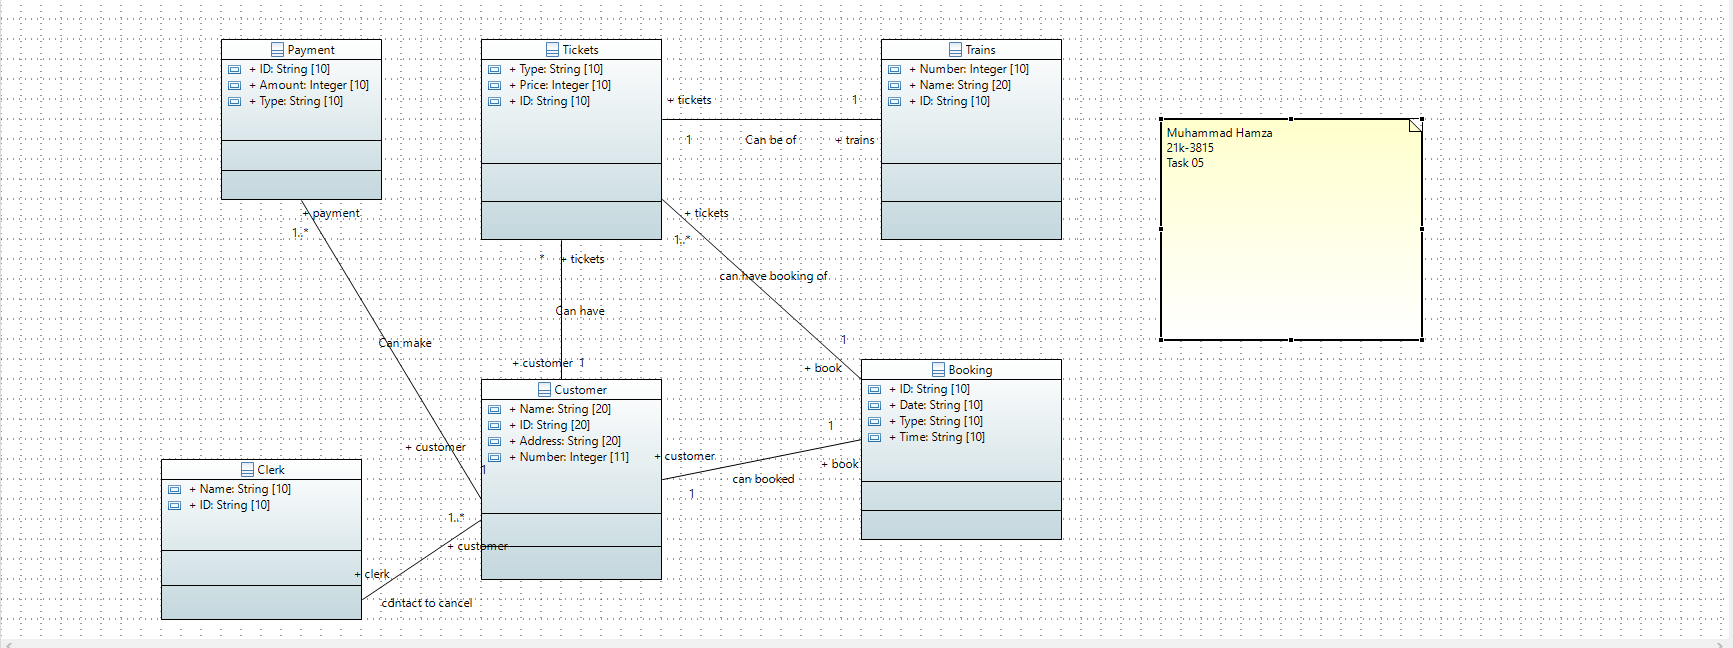 Payment
+ ID: String [10]
+ Amount: Integer [10]
+ Type: String [10]
Tickets
+ Type: String [10]
+ Price: Integer [10]
+ ID: String [10]
Trains
+ Number: Integer [10]
+ Name: String [20]
+ ID: String [10]
+ tickets
1
1
Can be of
+ trains
Muhammad Hamza
21k-3815
Task 05
+ payment
1..*
+ tickets
1..*
* + tickets
can have booking of
Can have
Can make
1
+ customer 1
+ book
Customer
+ Name: String [20]
+ ID: String [20]
+ Address: String [20]
+ Number: Integer [11]
Booking
+ ID: String [10]
+ Date: String [10]
+ Type: String [10]
+ Time: String [10]
+ customer
1
1
+ customer
+ book
can booked
1
Clerk
+ Name: String [10]
+ ID: String [10]
1..*
+ customer
+ clerk
contact to cancel